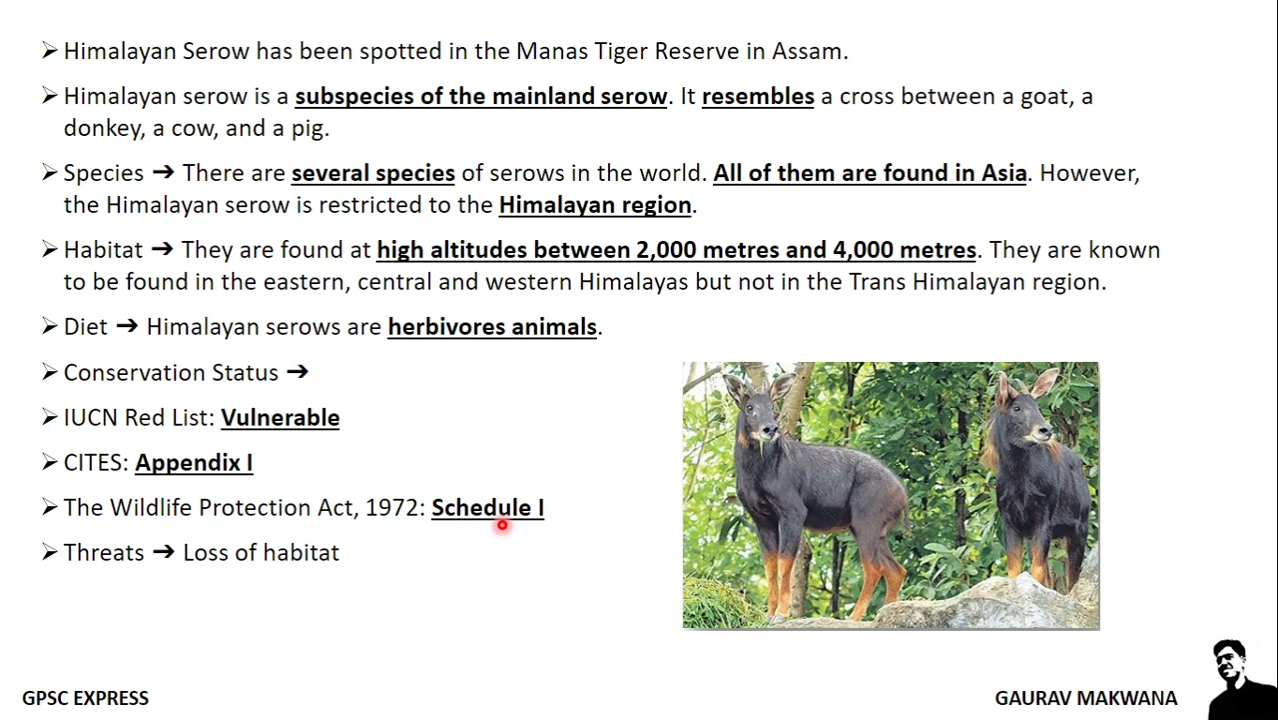 ➢ Himalayan Serow has been spotted in the Manas Tiger Reserve in Assam.
➢ Himalayan serow is a subspecies of the mainland serow. It resembles a cross between a goat, a
donkey, a cow, and a pig.
➢ Species ➔ There are several species of serows in the world. All of them are found in Asia. However,
the Himalayan serow is restricted to the Himalayan region.
➢ Habitat ➔ They are found at high altitudes between 2,000 metres and 4,000 metres. They are known
to be found in the eastern, central and western Himalayas but not in the Trans Himalayan region.
➢ Diet ➔ Himalayan serows are herbivores animals.
➢ Conservation Status ➔
➢ IUCN Red List: Vulnerable
➢ CITES: Appendix I
➢ The Wildlife Protection Act, 1972: Schedule I
➢ Threats ➔ Loss of habitat
GPSC EXPRESS
GAURAV MAKWANA